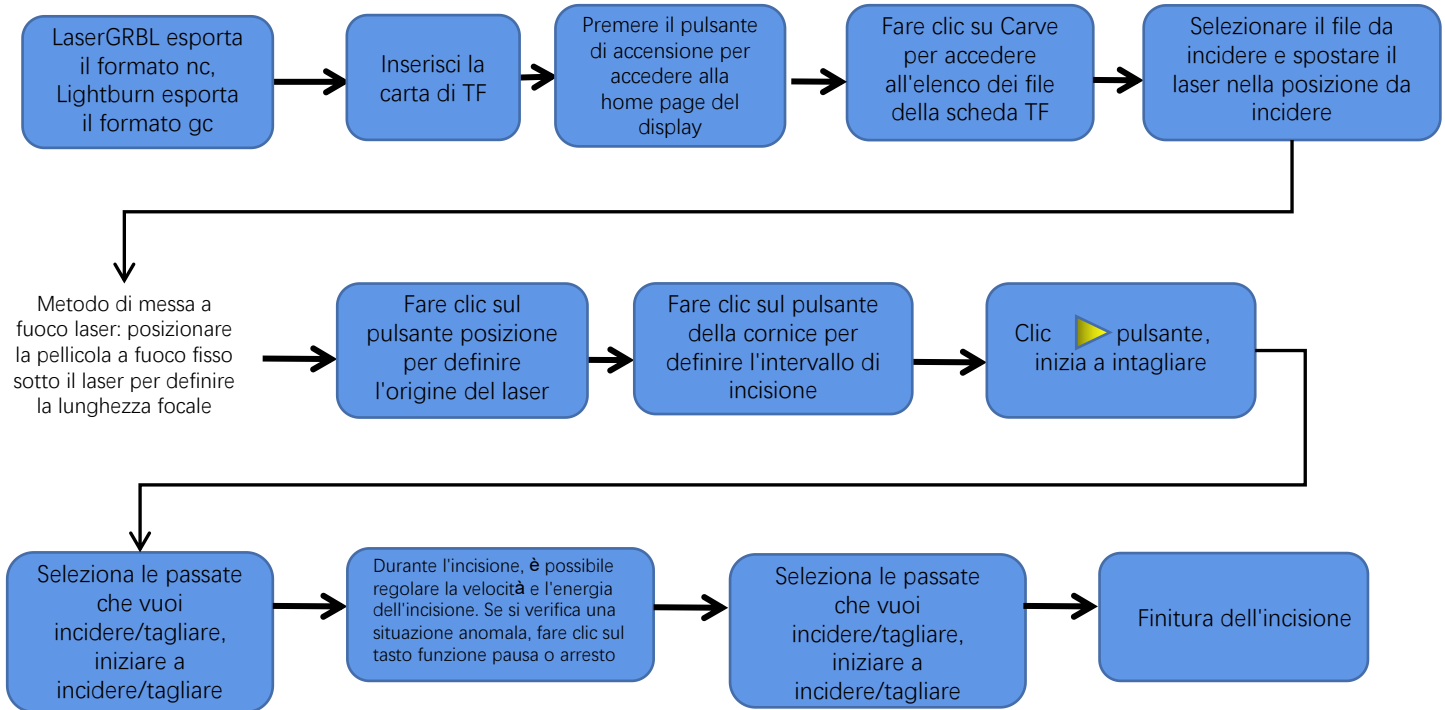 LaserGRBL esporta
il formato nc,
Lightburn esporta
il formato gc
Inserisci la
carta di TF
Premere il pulsante
di accensione per
accedere alla
home page del
display
Fare clic su Carve
per accedere
all'elenco dei file
della scheda TF
Selezionare il file da
incidere e spostare il
laser nella posizione da
incidere
Metodo di messa a
fuoco laser: posizionare
la pellicola a fuoco fisso
sotto il laser per definire
la lunghezza focale
Fare clic sul
pulsante posizione
per definire
l'origine del laser
Fare clic sul pulsante
della cornice per
definire l'intervallo di
incisione
Clic pulsante,
inizia a intagliare
Seleziona le passate
che vuoi
incidere/tagliare,
iniziare a
incidere/tagliare
Durante l'incisione, è possibile
regolare la velocità e l'energia
dell'incisione. Se si verifica una
situazione anomala, fare clic sul
tasto funzione pausa o arresto
Seleziona le passate
che vuoi
incidere/tagliare,
iniziare a
incidere/tagliare
Finitura dell'incisione